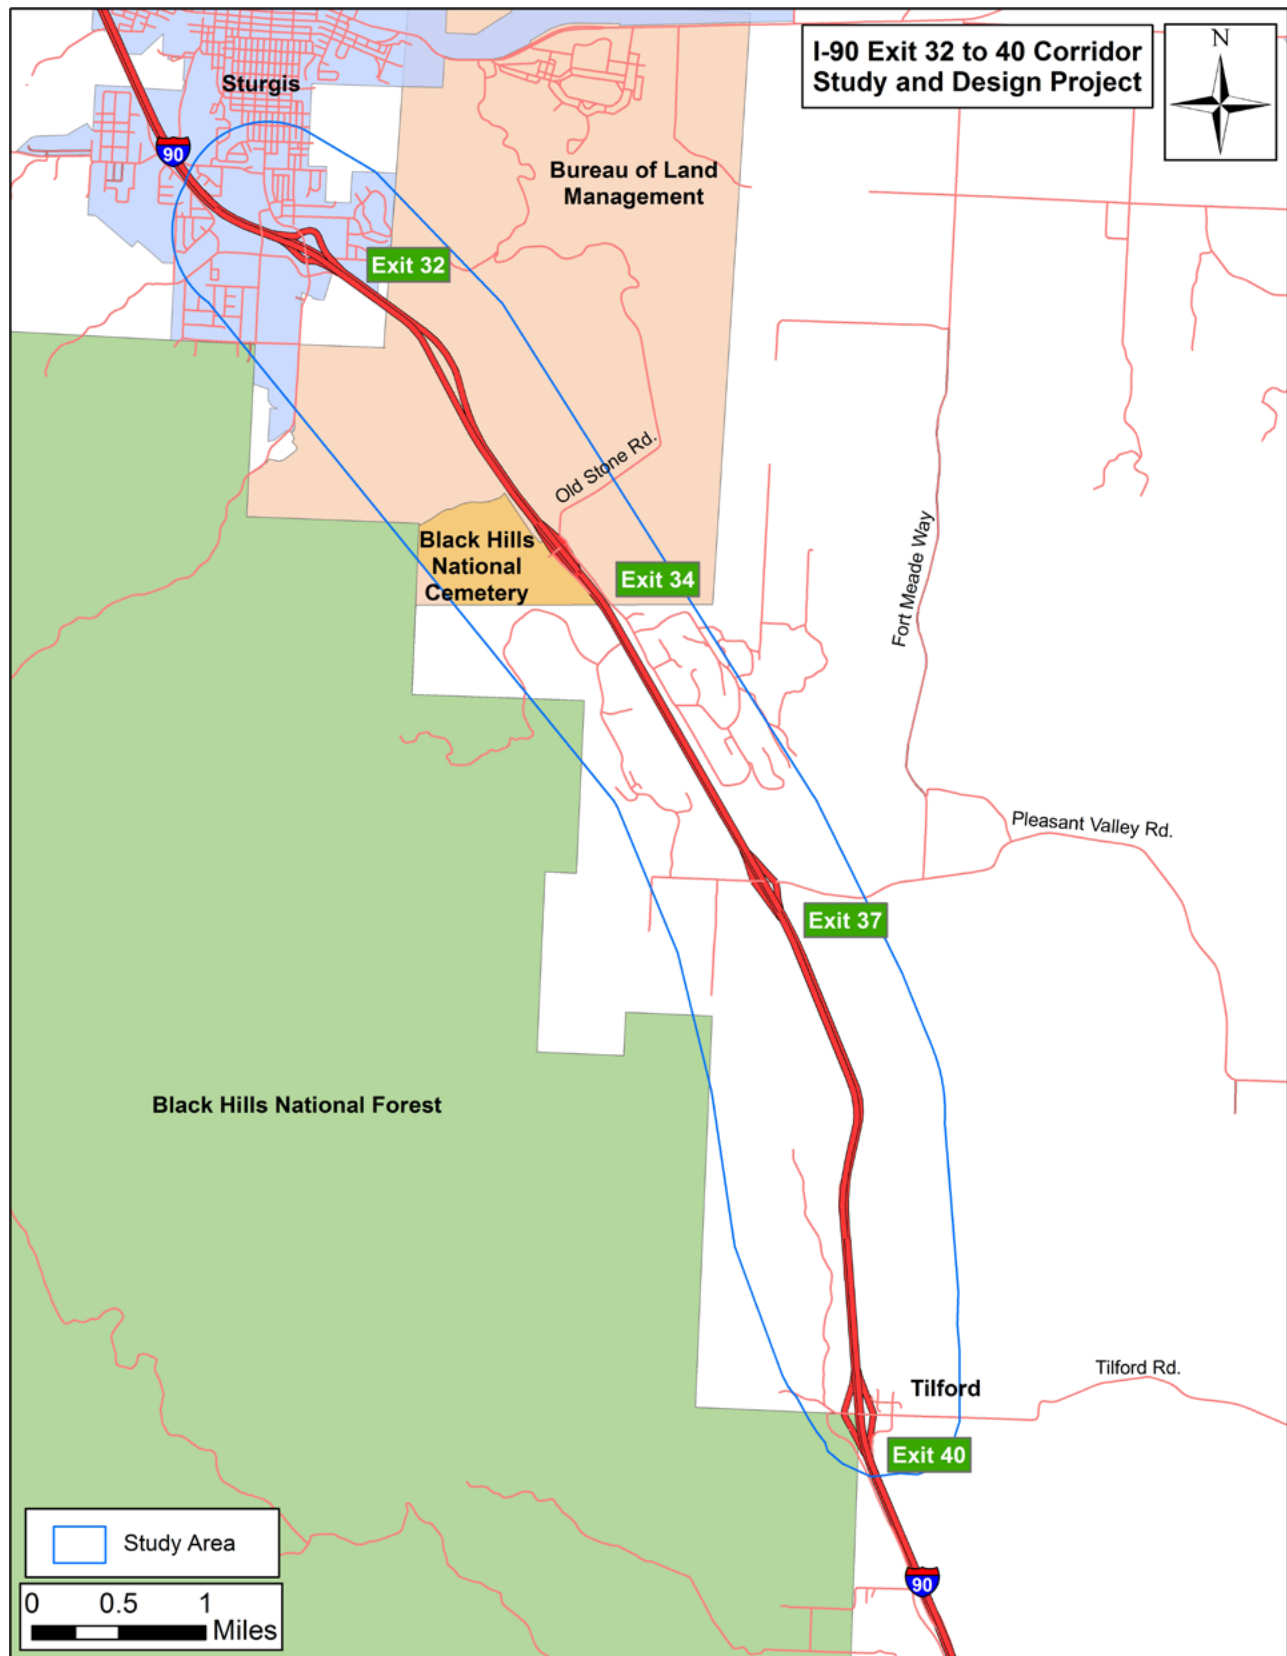 I-90 Exit 32 to 40 Corridor
Study and Design Project
N
Sturgis
90
Bureau of Land
Management
Exit 32
Old Stone Rd.
Black Hills
National
Cemetery
Exit 34
Fort Meade Way
Pleasant Valley Rd.
Exit 37
Black Hills National Forest
Tilford Rd.
Tilford
Exit 40
Study Area
90
0 0.5 1
Miles